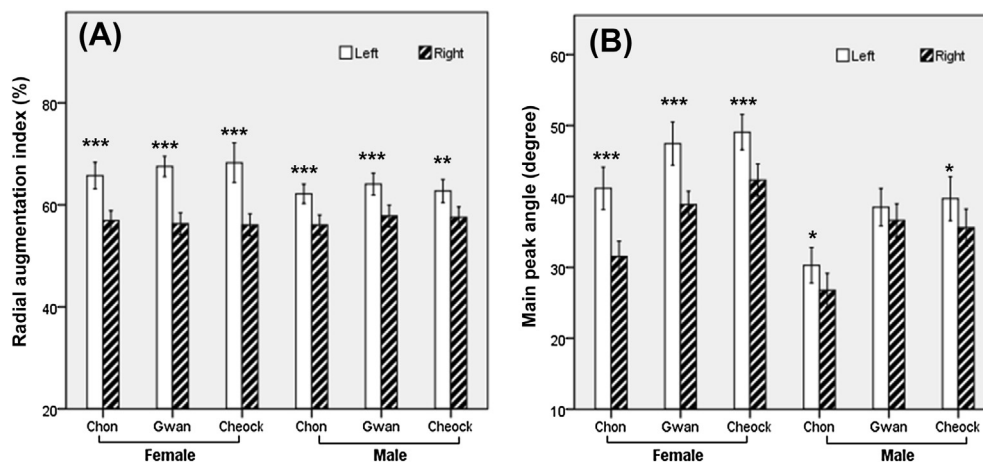 (A)
Left Right
Radial augmentation index (%)
80
60
40
20
*** *** *** *** *** **
Chon Gwan Cheock Chon Gwan Cheock
Female Male
(B)
Left Right
Main peak angle (degree)
60
50
40
30
20
10
*** *** *** * *
Chon Gwan Cheock Chon Gwan Cheock
Female Male